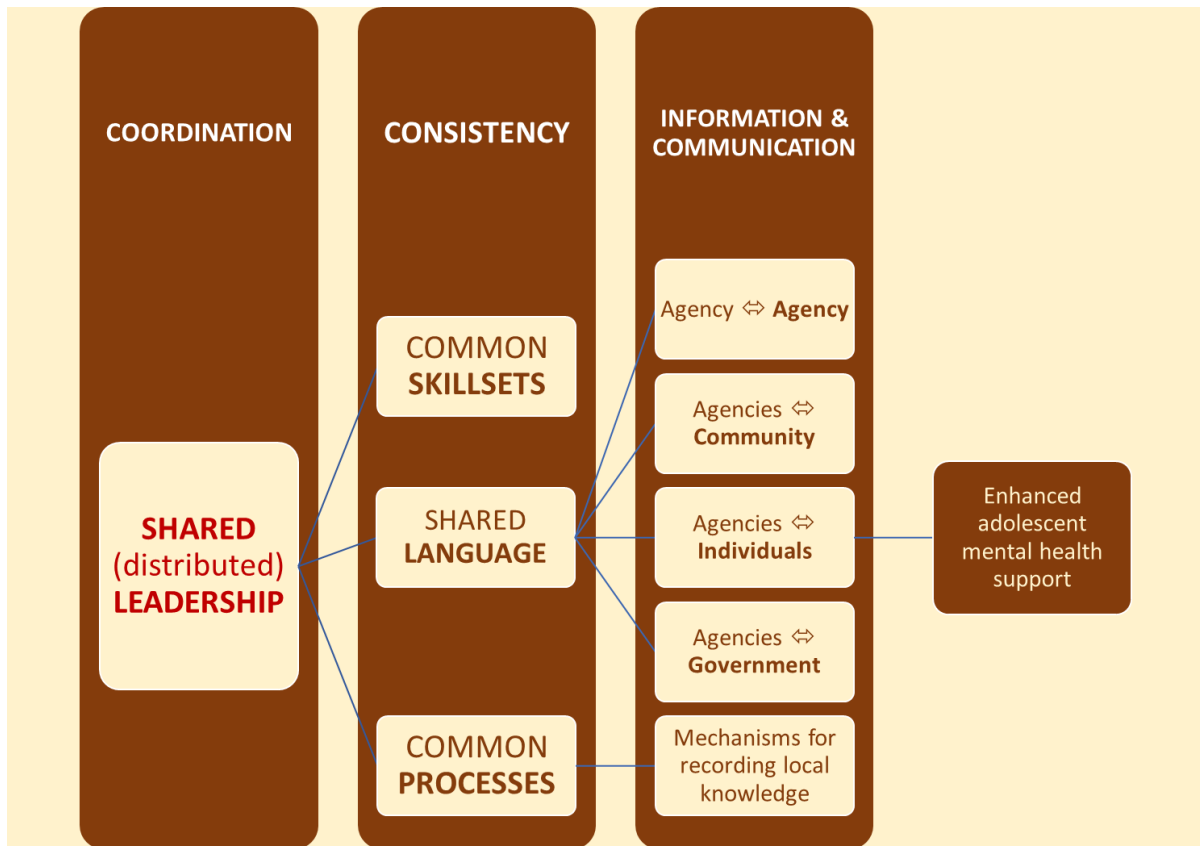 COORDINATION
CONSISTENCY
INFORMATION &
COMMUNICATION
SHARED
(distributed)
LEADERSHIP
COMMON
SKILLSETS
SHARED
LANGUAGE
COMMON
PROCESSES
Agency ⬄ Agency
Agencies ⬄
Community
Agencies ⬄
Individuals
Agencies ⬄
Government
Mechanisms for
recording local
knowledge
Enhanced
adolescent
mental health
support